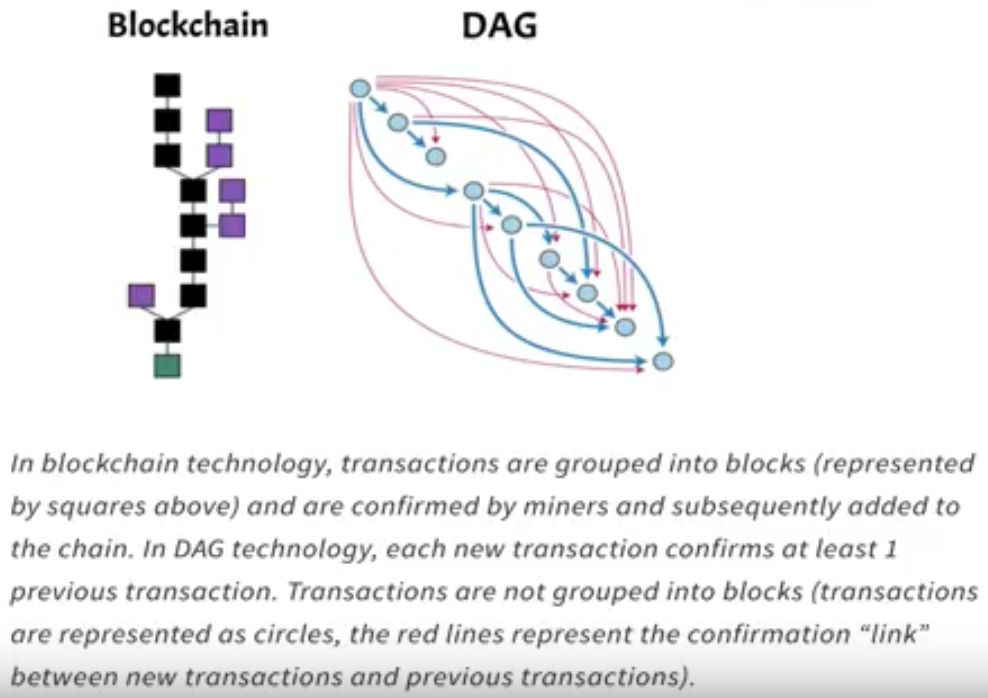 Blockchain DAG
In blockchain technology, transactions are grouped into blocks (represented
by squares above) and are confirmed by miners and subsequently added to
the chain. In DAG technology, each new transaction confirms at least 1
previous transaction. Transactions are not grouped into blocks (transactions
are represented as circles, the red lines represent the confirmation “link”
between new transactions and previous transactions).